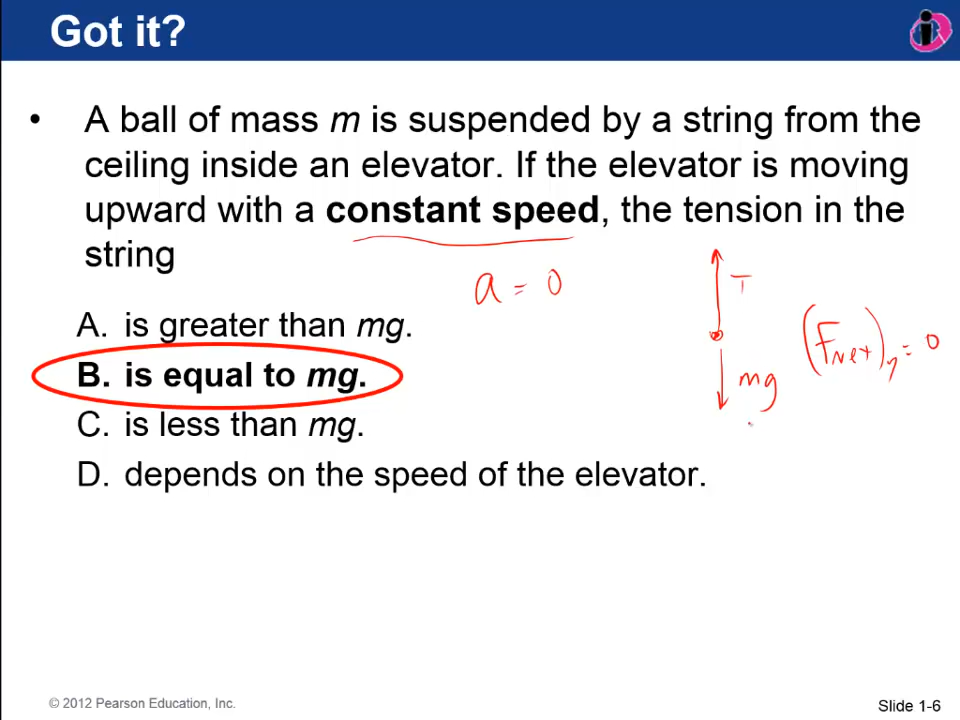 Got it?
• A ball of mass m is suspended by a string from the
ceiling inside an elevator. If the elevator is moving
upward with a constant speed, the tension in the
string
a = 0
T
A. is greater than mg.
(Fnet)y = 0
B. is equal to mg.
mg
C. is less than mg.
D. depends on the speed of the elevator.
© 2012 Pearson Education, Inc.
Slide 1-6